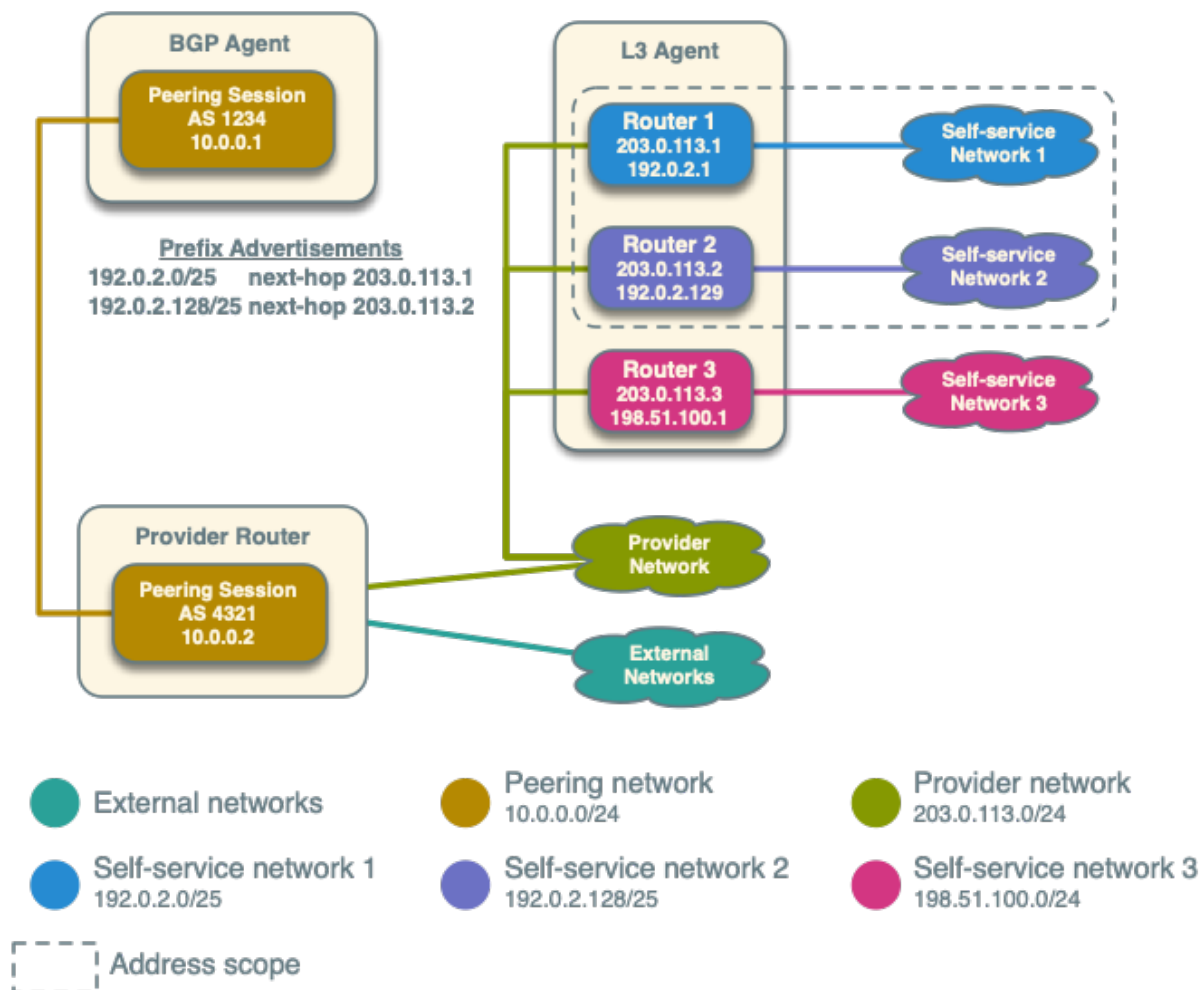 BGP Agent
Peering Session
AS 1234
10.0.0.1
Prefix Advertisements
192.0.2.0/25 next-hop 203.0.113.1
192.0.2.128/25 next-hop 203.0.113.2
L3 Agent
Router 1
203.0.113.1
192.0.2.1
Self-service
Network 1
Router 2
203.0.113.2
192.0.2.129
Self-service
Network 2
Router 3
203.0.113.3
198.51.100.1
Self-service
Network 3
Provider Router
Peering Session
AS 4321
10.0.0.2
Provider
Network
External
Networks
External networks
Peering network
10.0.0.0/24
Provider network
203.0.113.0/24
Self-service network 1
192.0.2.0/25
Self-service network 2
192.0.2.128/25
Self-service network 3
198.51.100.0/24
Address scope